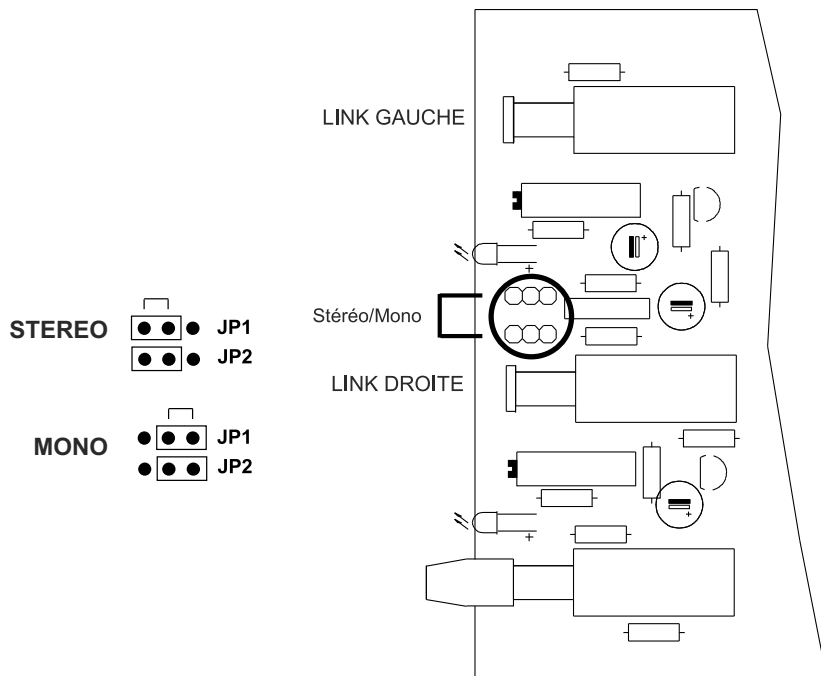 LINK GAUCHE
Stéréo/Mono
STEREO
JP1
JP2
LINK DROITE
MONO
JP1
JP2
+
+
+
+
+